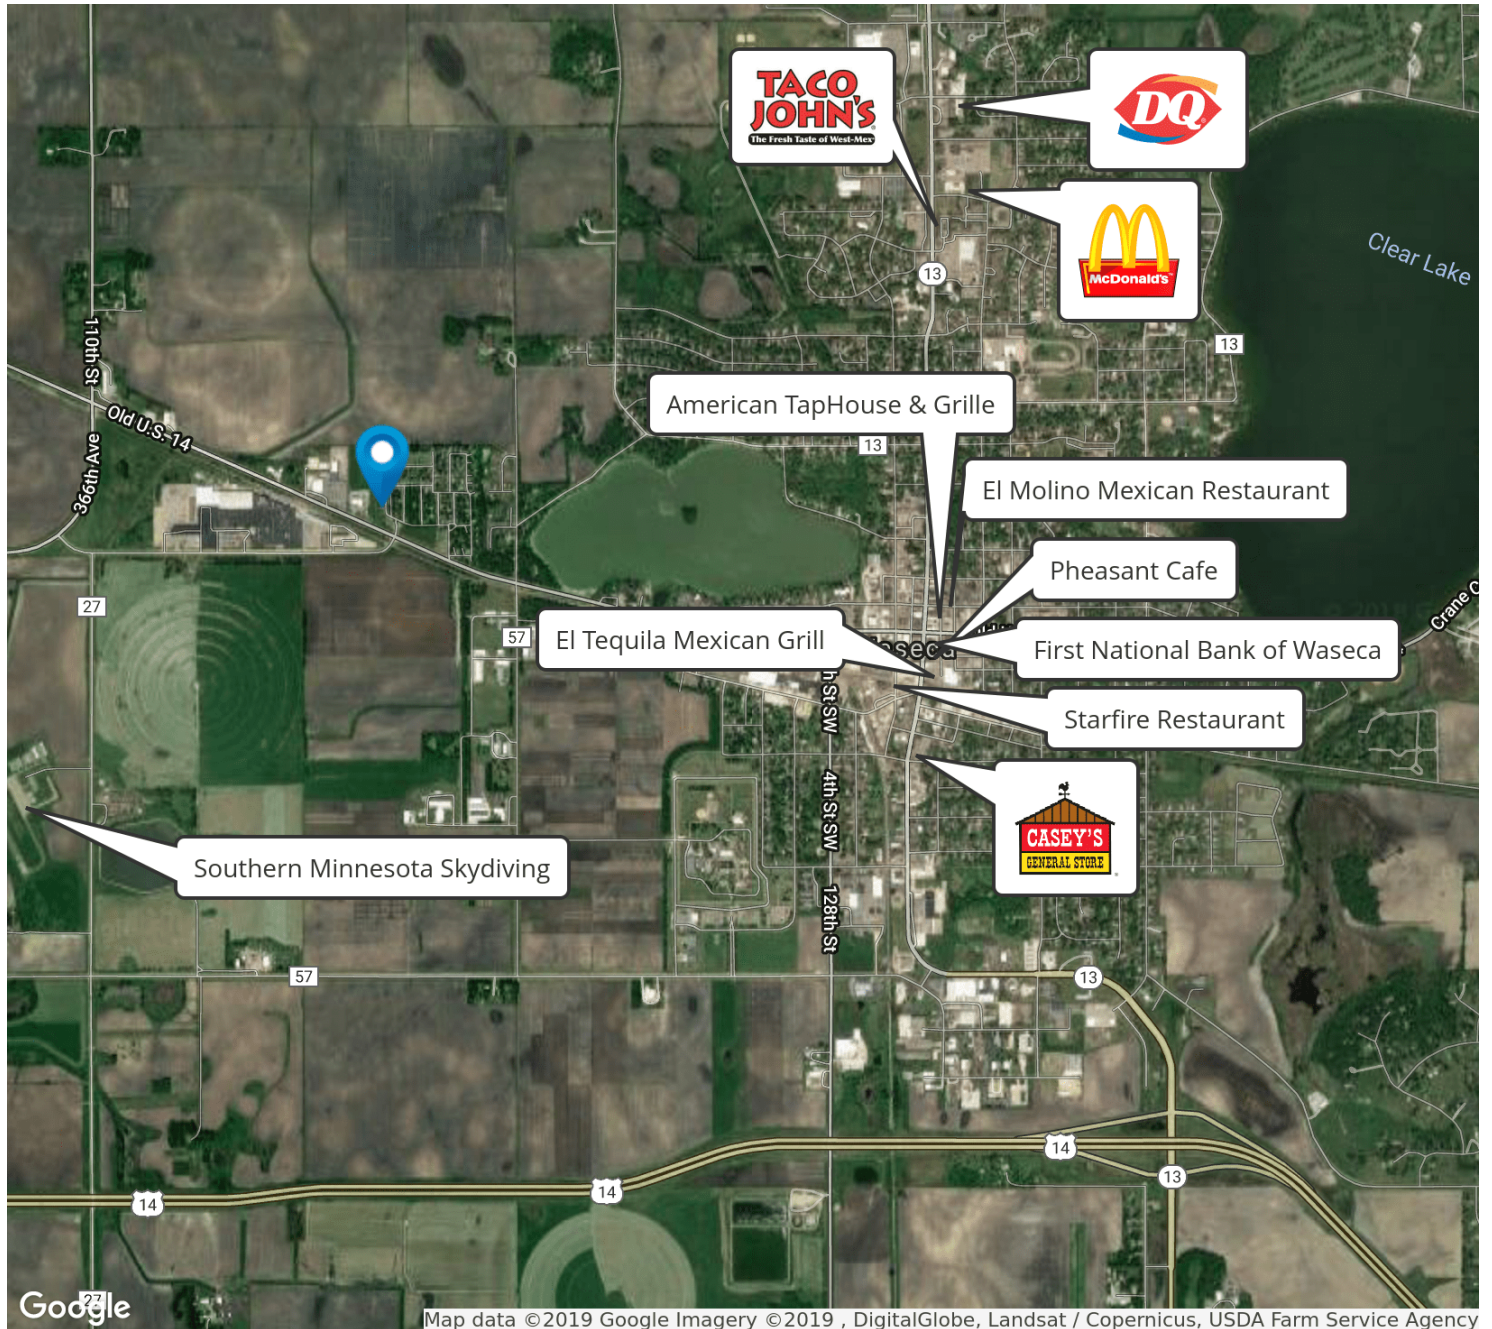 TACO
JOHN'S
The Fresh Taste of West-Mex
DQ
McDonald's
Clear Lake
13
13
110th St
American TapHouse & Grille
Old U.S. 14
13
366th Ave
El Molino Mexican Restaurant
Pheasant Cafe
27
57
El Tequila Mexican Grill
First National Bank of Waseca
Starfire Restaurant
4th St SW
CASEY'S
GENERAL STORE
Southern Minnesota Skydiving
128th St
57
13
14
14
13
14
27
Google
Map data ©2019 Google Imagery ©2019 , DigitalGlobe, Landsat / Copernicus, USDA Farm Service Agency